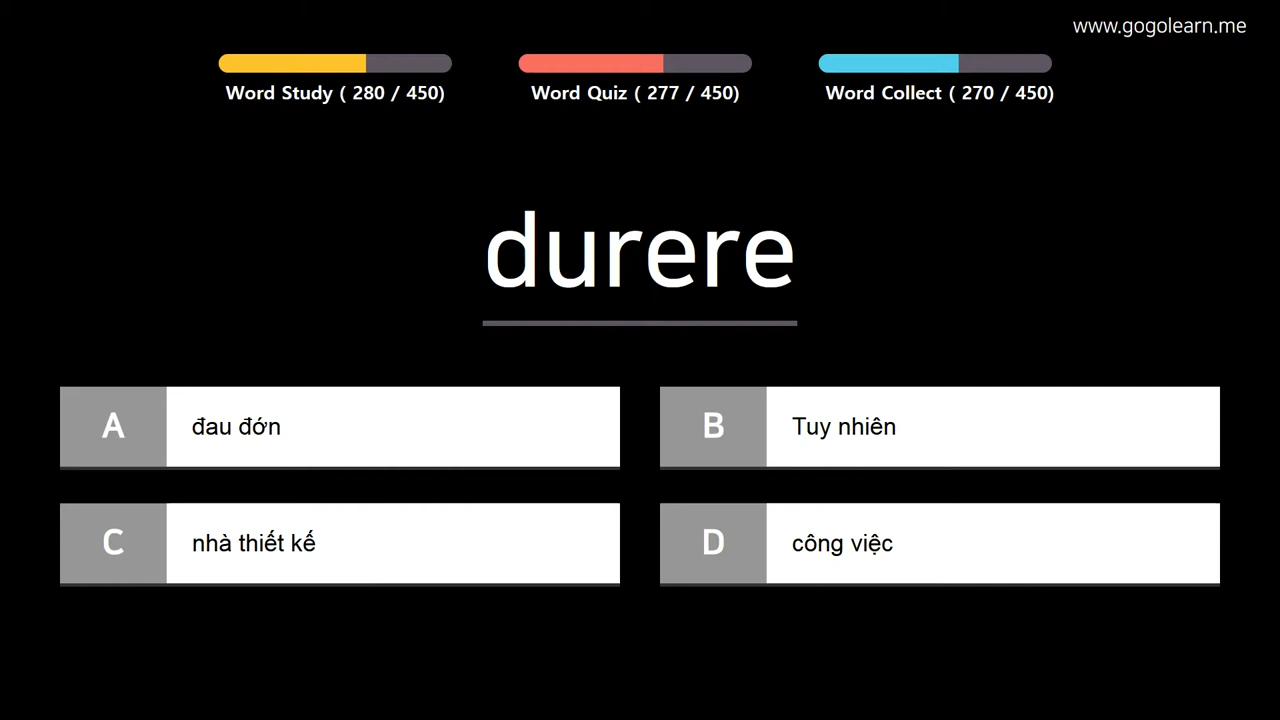 www.gogolearn.me
Word Study ( 280 / 450)
Word Quiz ( 277 / 450)
Word Collect ( 270 / 450)
durere
A
đau đớn
B
Tuy nhiên
C
nhà thiết kế
D
công việc